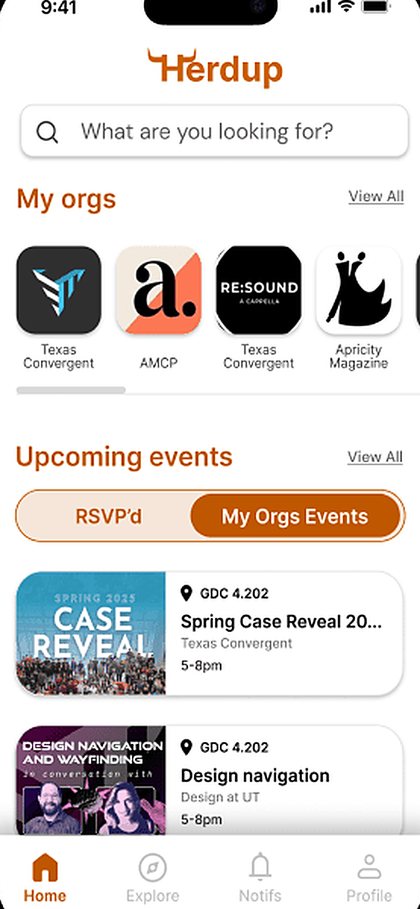 9:41
Herdup
What are you looking for?
My orgs
View All
a.
RE:SOUND
A CAPPELLA
Texas
Convergent
AMCP
Texas
Convergent
Apricity
Magazine
Upcoming events
View All
RSVP'd
My Orgs Events
SPRING 2025
CASE
REVEAL
GDC 4.202
Spring Case Reveal 20...
Texas Convergent
5-8pm
DESIGN NAVIGATION
AND WAYFINDING
in conversation with
GDC 4.202
Design navigation
Design at UT
5-8pm
Home
Explore
Notifs
Profile